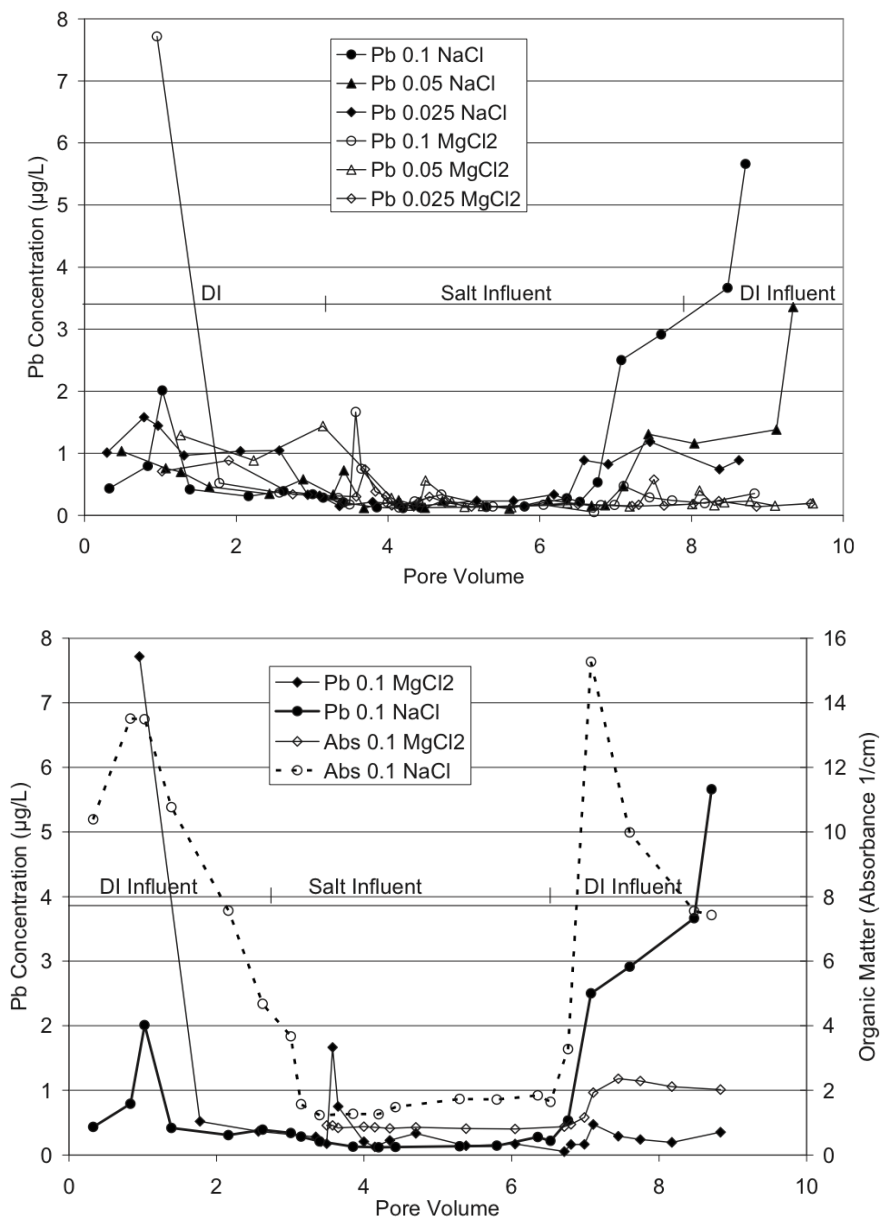 8
7
6
5
4
3
2
1
0
Pb Concentration (µg/L)
Pb 0.1 NaCl
Pb 0.05 NaCl
Pb 0.025 NaCl
Pb 0.1 MgCl2
Pb 0.05 MgCl2
Pb 0.025 MgCl2
DI
Salt Influent
DI Influent
0 2 4 6 8 10
Pore Volume
8
7
6
5
4
3
2
1
0
Pb Concentration (µg/L)
Pb 0.1 MgCl2
Pb 0.1 NaCl
Abs 0.1 MgCl2
Abs 0.1 NaCl
DI Influent
Salt Influent
DI Influent
16
14
12
10
8
6
4
2
0
Organic Matter (Absorbance 1/cm)
0 2 4 6 8 10
Pore Volume